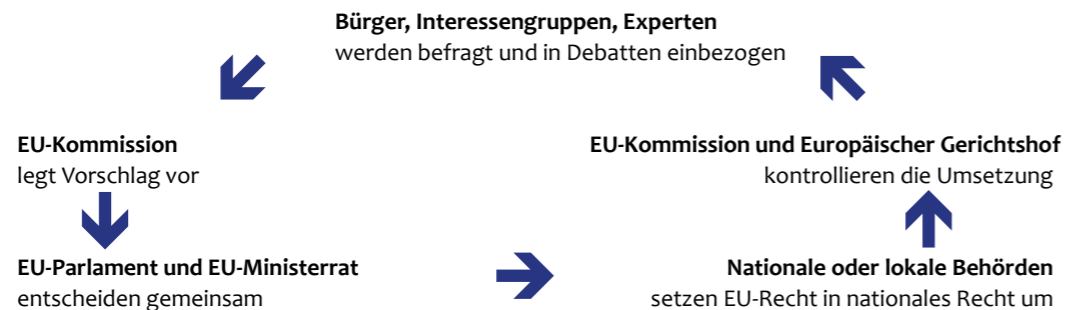 Bürger, Interessengruppen, Experten
werden befragt und in Debatten einbezogen
EU-Kommission
legt Vorschlag vor
EU-Parlament und EU-Ministerrat
entscheiden gemeinsam
Nationale oder lokale Behörden
setzen EU-Recht in nationales Recht um
EU-Kommission und Europäischer Gerichtshof
kontrollieren die Umsetzung